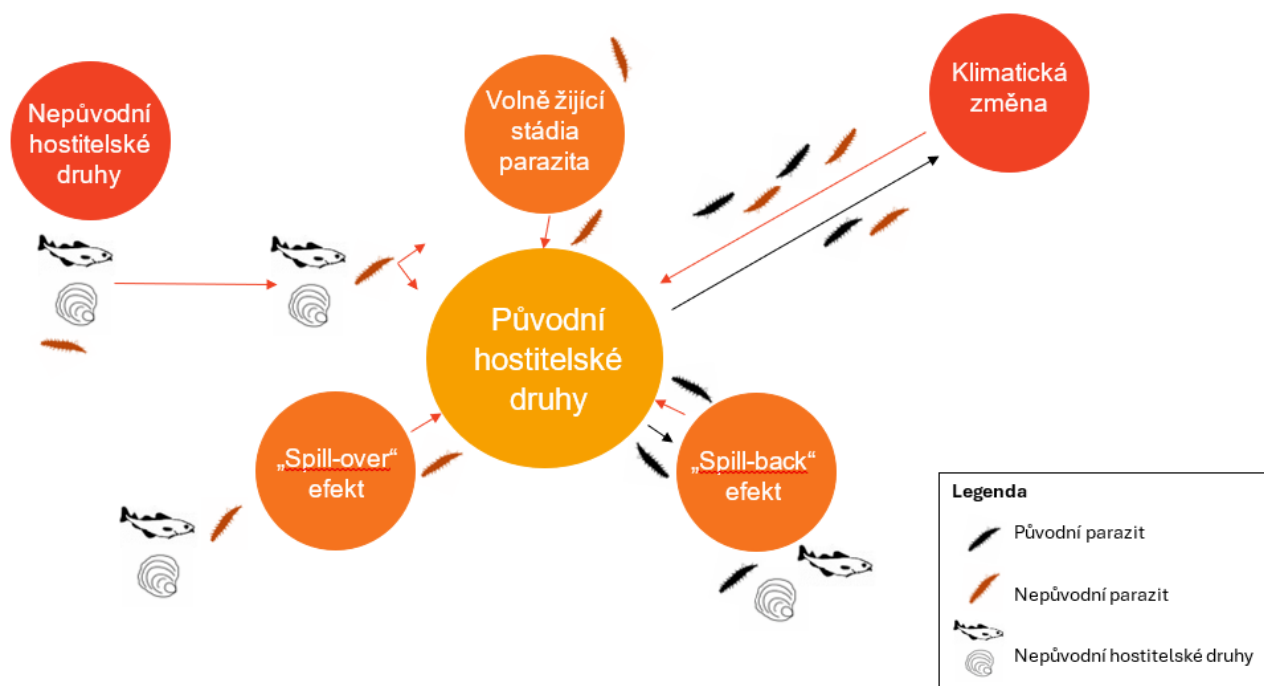 Nepůvodní
hostitelské
druhy
Volně žijící
stádia
parazita
Klimatická
změna
Původní
hostitelské
druhy
„Spill-over“
efekt
„Spill-back“
efekt
Legenda
Původní parazit
Nepůvodní parazit
Nepůvodní hostitelské druhy